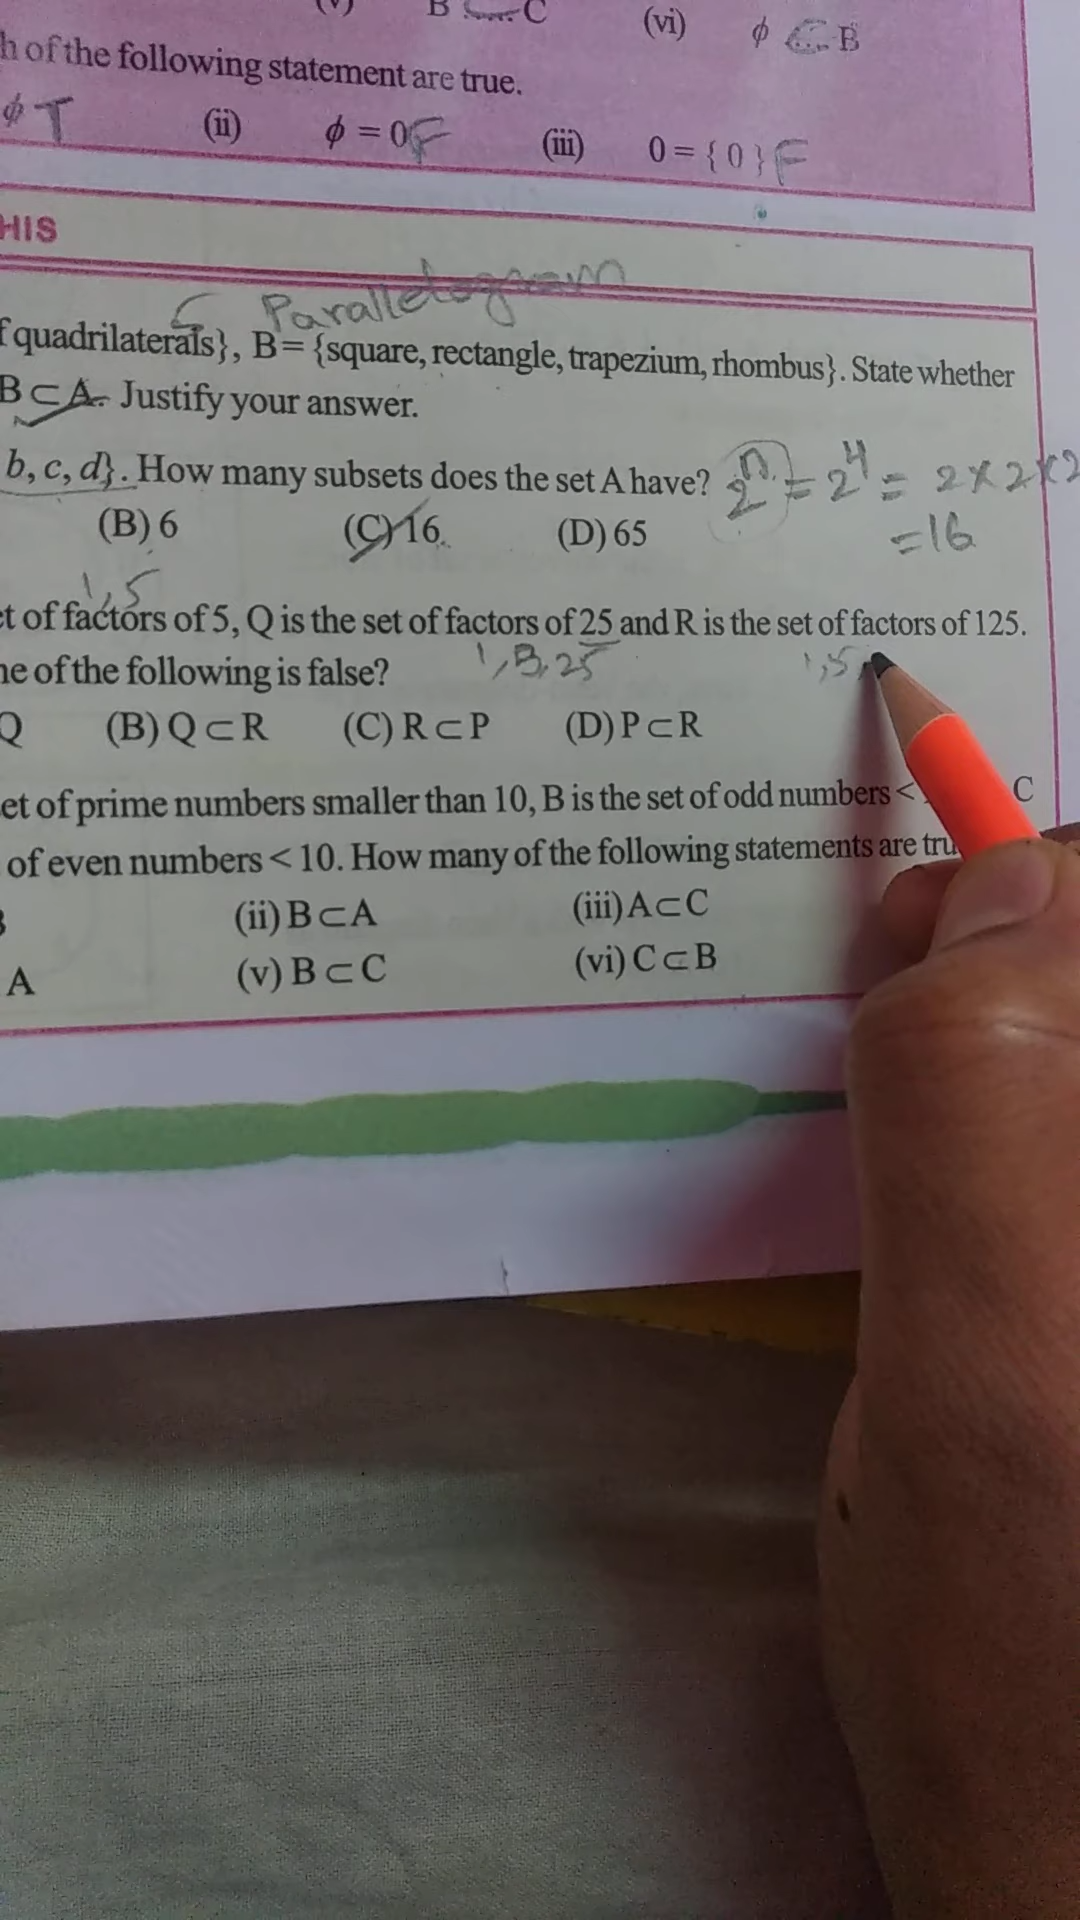 (v) B ⊂ C (vi) ϕ ⊂ B
h of the following statement are true.
ϕ T (ii) ϕ = 0 F (iii) 0 = { 0 } F
HIS
Parallelogram
f quadrilaterals}, B = {square, rectangle, trapezium, rhombus}. State whether
B ⊂ A. Justify your answer.
b, c, d}. How many subsets does the set A have? 2ⁿ = 2⁴ = 2×2×2
(B) 6 (C) 16 (D) 65 =16
1,5
et of factors of 5, Q is the set of factors of 25 and R is the set of factors of 125.
ne of the following is false? 1,5,25 1,5,
Q (B) Q ⊂ R (C) R ⊂ P (D) P ⊂ R
et of prime numbers smaller than 10, B is the set of odd numbers < C
of even numbers < 10. How many of the following statements are tru
(ii) B ⊂ A (iii) A ⊂ C
A (v) B ⊂ C (vi) C ⊂ B